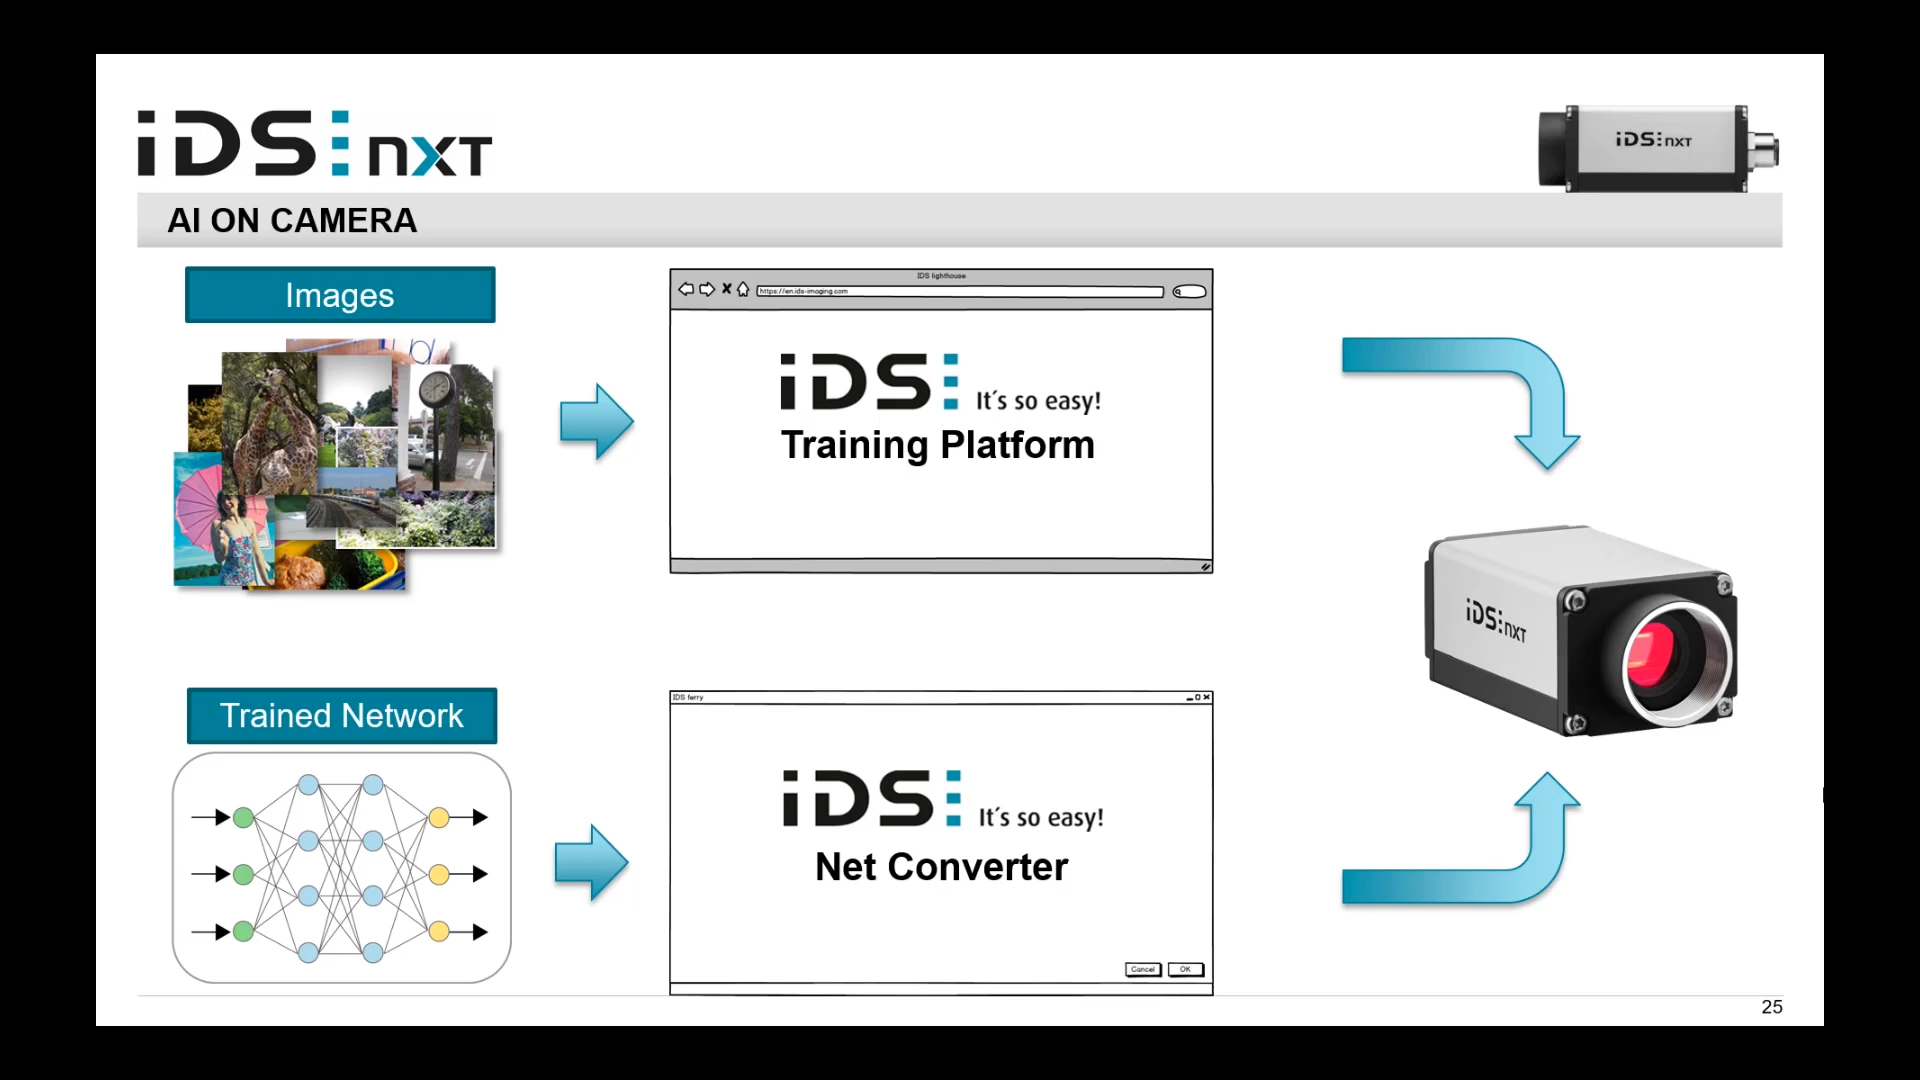 iDS nxt
iDS nxt
AI ON CAMERA
Images
IDS lighthouse
https://en.ids-imaging.com
iDS It´s so easy!
Training Platform
iDS nxt
Trained Network
IDS ferry
iDS It´s so easy!
Net Converter
Cancel
OK
25